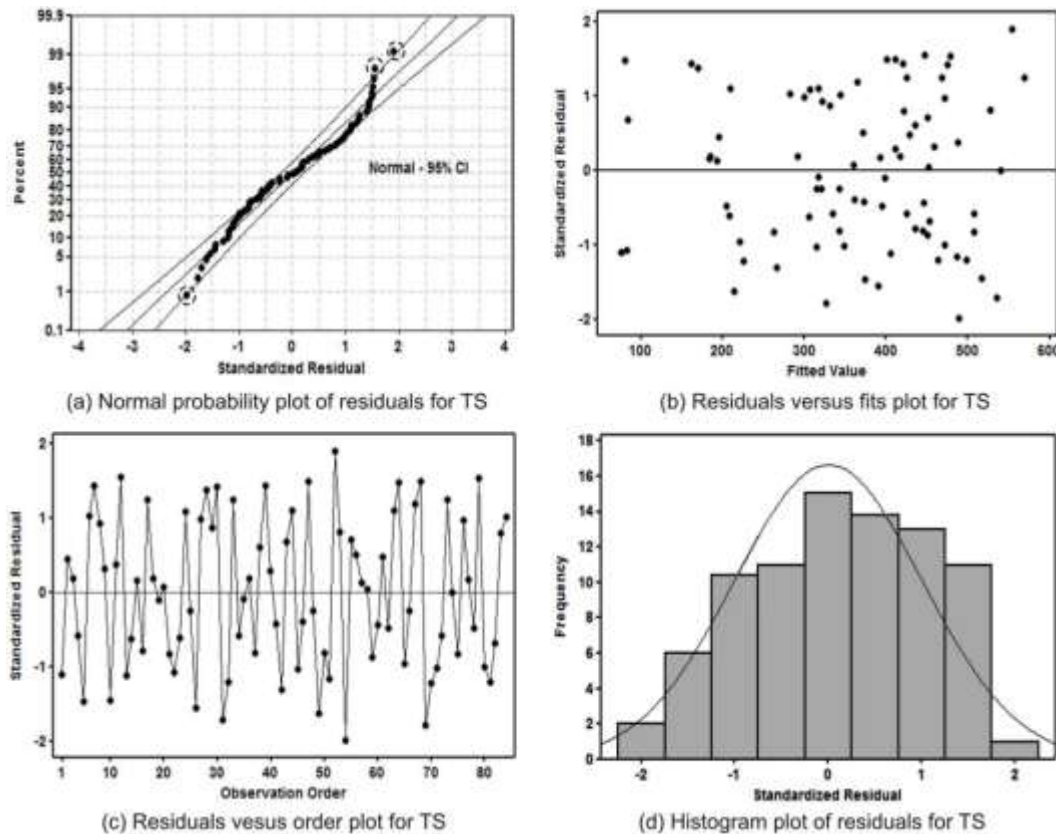 99.9
99
95
90
80
70
60
50
40
30
20
10
5
1
0.1
Percent
Normal - 95% CI
-4 -3 -2 -1 0 1 2 3 4
Standardized Residual
(a) Normal probability plot of residuals for TS
2
1
0
-1
-2
Standardized Residual
100 200 300 400 500 600
Fitted Value
(b) Residuals versus fits plot for TS
2
1
0
-1
-2
Standardized Residual
1 10 20 30 40 50 60 70 80
Observation Order
(c) Residuals vesus order plot for TS
18
16
14
12
10
8
6
4
2
0
Frequency
-2 -1 0 1 2
Standardized Residual
(d) Histogram plot of residuals for TS